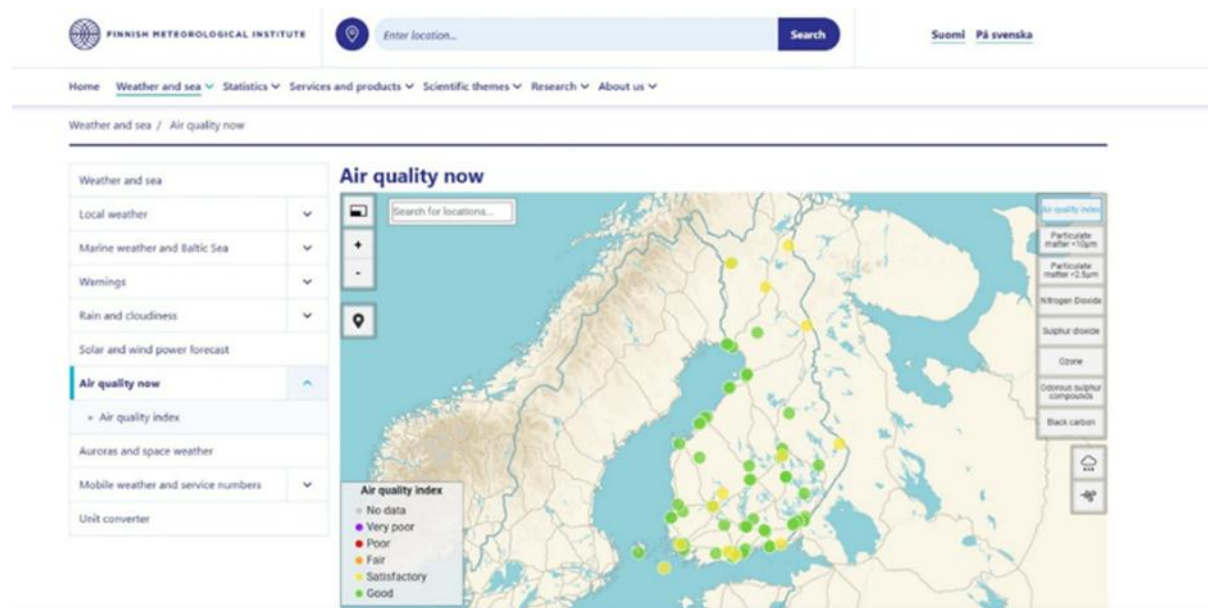 FINNISH METEOROLOGICAL INSTITUTE
Enter location...
Search
Suomi På svenska
Home Weather and sea Statistics Services and products Scientific themes Research About us
Weather and sea / Air quality now
Weather and sea
Local weather
Marine weather and Baltic Sea
Warnings
Rain and cloudiness
Solar and wind power forecast
Air quality now
+ Air quality index
Auroras and space weather
Mobile weather and service numbers
Unit converter
Air quality now
Search for locations...
+
-
Air quality index
Particulate
matter <10μm
Particulate
matter <2.5μm
Nitrogen Dioxide
Sulphur dioxide
Ozone
Odorous sulphur
compounds
Black carbon
Air quality index
No data
Very poor
Poor
Fair
Satisfactory
Good